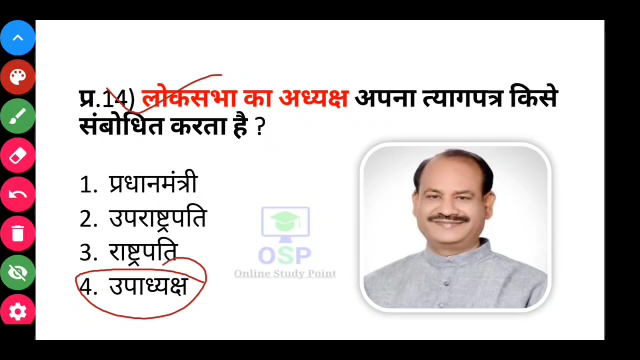 प्र.14) लोकसभा का अध्यक्ष अपना त्यागपत्र किसे
संबोधित करता है ?
1. प्रधानमंत्री
2. उपराष्ट्रपति
3. राष्ट्रपति
4. उपाध्यक्ष
OSP
Online Study Point